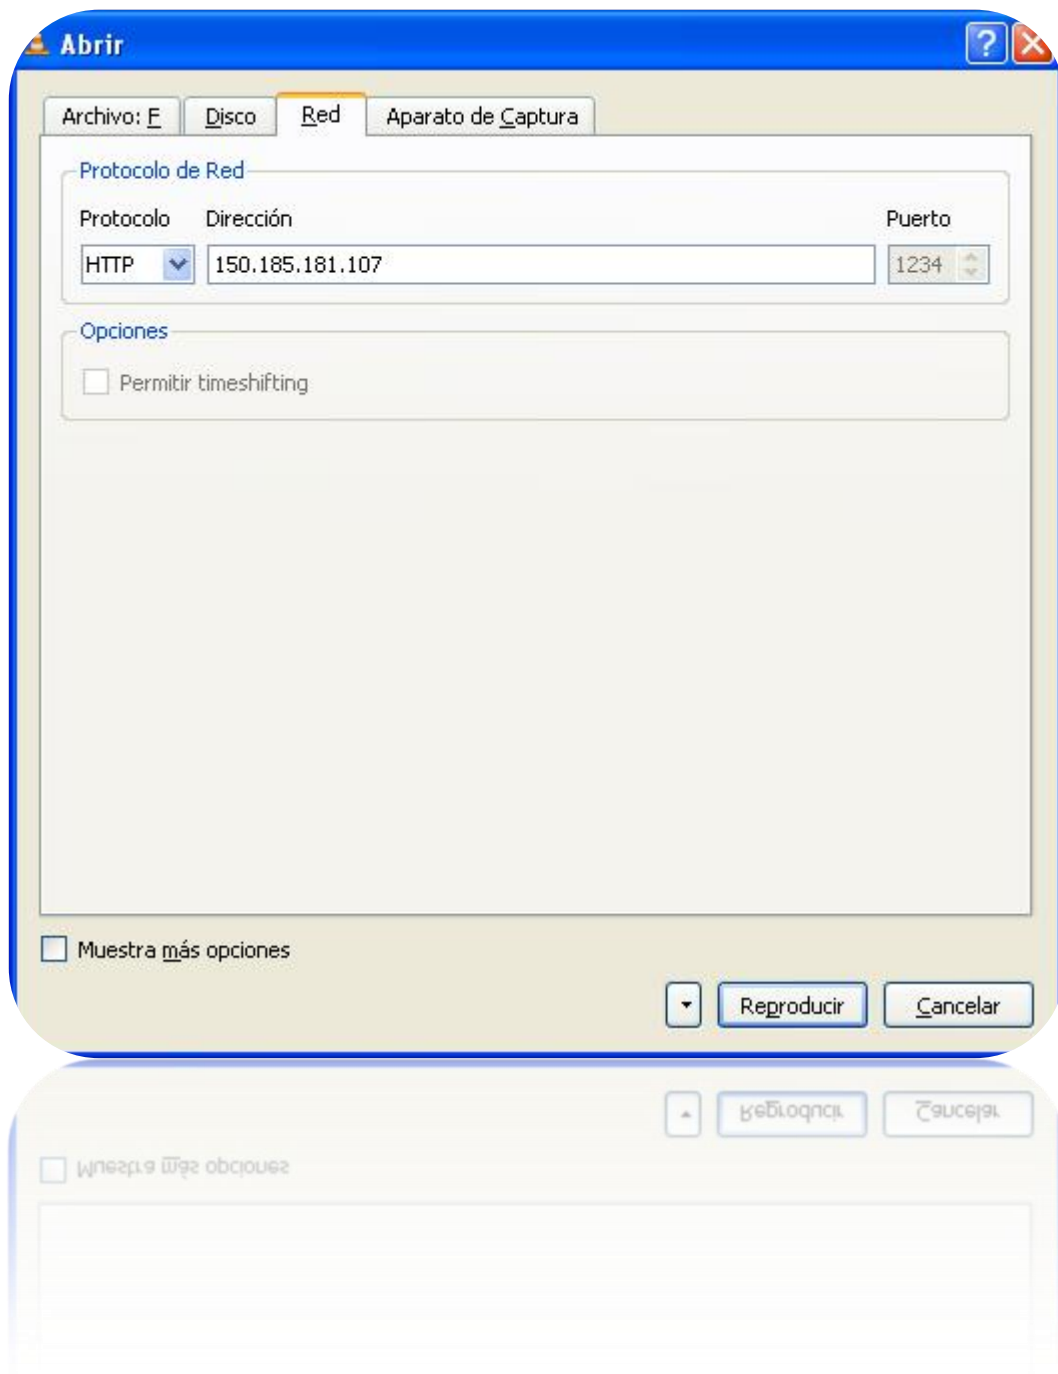 Abrir
Archivo: F Disco Red Aparato de Captura
Protocolo de Red
Protocolo Dirección Puerto
HTTP 150.185.181.107 1234
Opciones
Permitir timeshifting
Muestra más opciones
Reproducir Cancelar